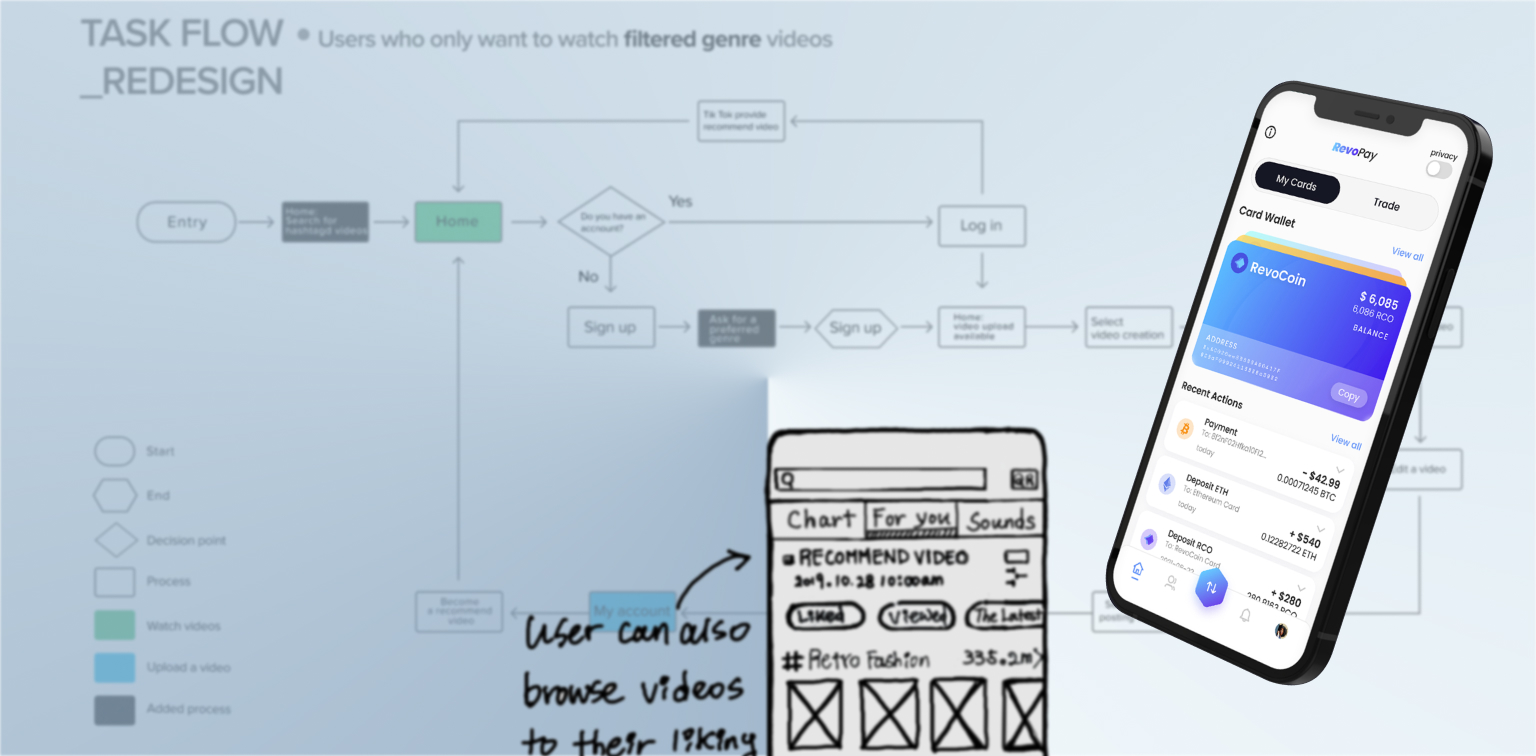 TASK FLOW • Users who only want to watch filtered genre videos
_REDESIGN
Tik Tok provide
recommend video
Entry
Home:
Search for
hashtagd videos
Home
Do you have an
account?
Yes
Log in
No
Sign up
Ask for a
preferred
genre
Sign up
Home:
video upload
available
Select
video creation
Edit a video
posting
My account
Become
a recommend
video
Start
End
Decision point
Process
Watch videos
Upload a video
Added process
User can also
browse videos
to their liking
Chart
For you
Sounds
RECOMMEND VIDEO
2019.10.28 10:00am
Liked
Viewed
The Latest
# Retro Fashion
335.2m
RevoPay
privacy
My Cards
Trade
Card Wallet
View all
RevoCoin
$ 6,085
6,086 RCO
BALANCE
ADDRESS
Copy
Recent Actions
View all
Payment
today
- $42.99
0.00071245 BTC
Deposit ETH
To: Ethereum Card
today
+ $540
0.12282722 ETH
Deposit RCO
To: RevoCoin Card
+ $280